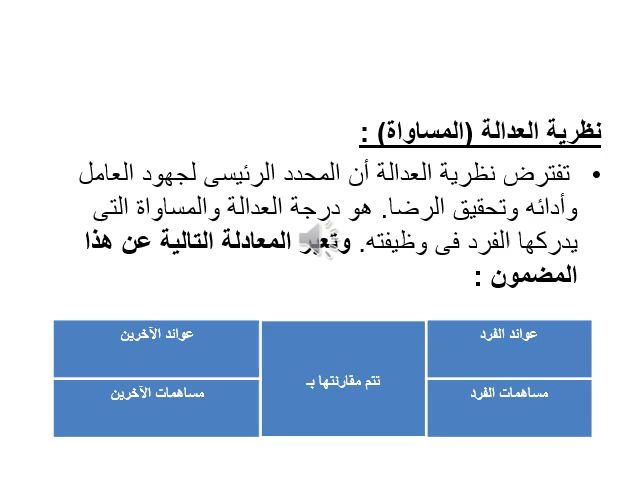 نظرية العدالة (المساواة) :
• تفترض نظرية العدالة أن المحدد الرئيسى لجهود العامل
وأدائه وتحقيق الرضا. هو درجة العدالة والمساواة التى
يدركها الفرد فى وظيفته. وتعبر المعادلة التالية عن هذا
المضمون :
عوائد الفرد
مساهمات الفرد
تتم مقارنتها بـ
عوائد الآخرين
مساهمات الآخرين